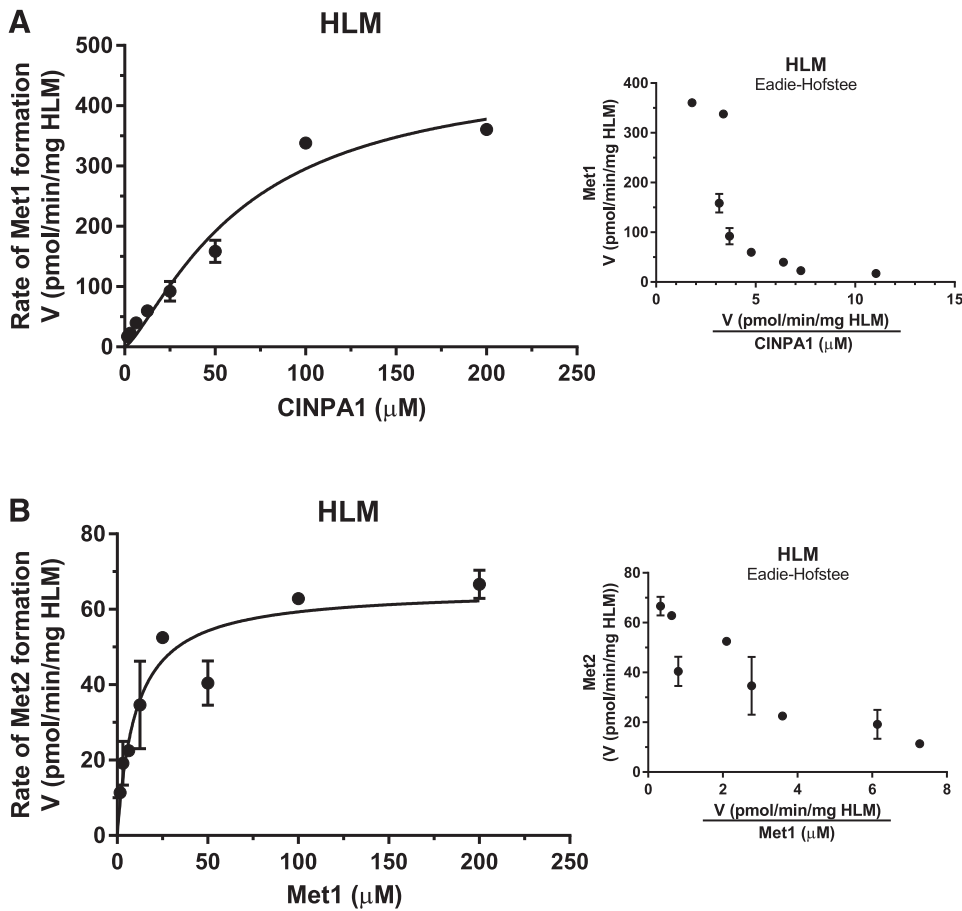 A
HLM
Rate of Met1 formation
V (pmol/min/mg HLM)
500
400
300
200
100
0
0 50 100 150 200 250
CINPA1 (μM)
HLM
Eadie-Hofstee
Met1
V (pmol/min/mg HLM)
400
300
200
100
0
0 5 10 15
V (pmol/min/mg HLM)
CINPA1 (μM)
B
HLM
Rate of Met2 formation
V (pmol/min/mg HLM)
80
60
40
20
0
0 50 100 150 200 250
Met1 (μM)
HLM
Eadie-Hofstee
Met2
(V (pmol/min/mg HLM))
80
60
40
20
0
0 2 4 6 8
V (pmol/min/mg HLM)
Met1 (μM)